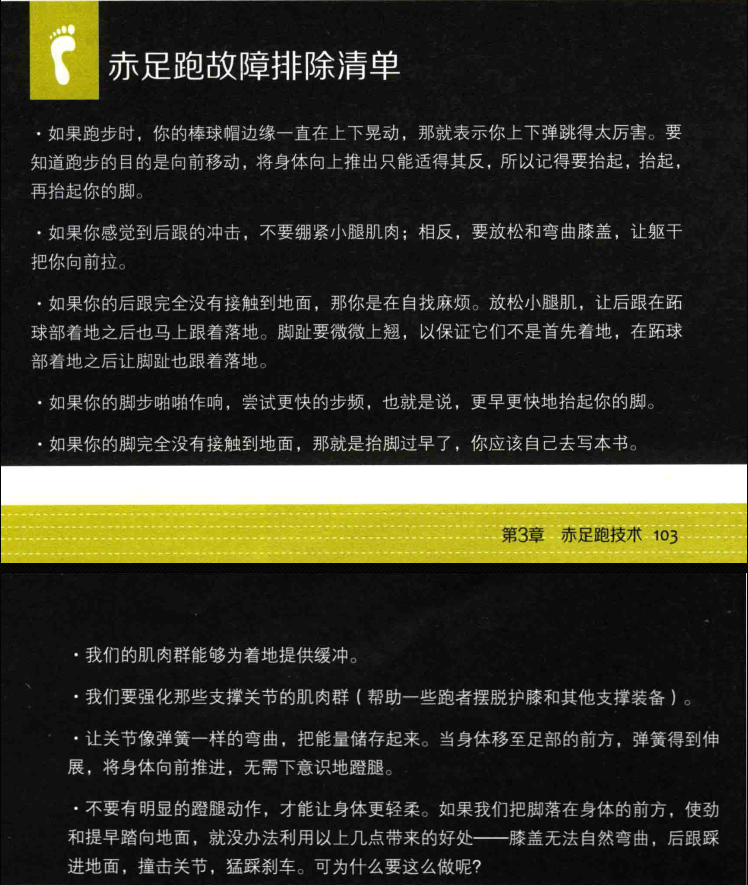 赤足跑故障排除清单
·如果跑步时，你的棒球帽边缘一直在上下晃动，那就表示你上下弹跳得太厉害。要
知道跑步的目的是向前移动，将身体向上推出只能适得其反，所以记得要抬起，抬起，
再抬起你的脚。
·如果你感觉到后跟的冲击，不要绷紧小腿肌肉；相反，要放松和弯曲膝盖，让躯干
把你向前拉。
·如果你的后跟完全没有接触到地面，那你是在自找麻烦。放松小腿肌，让后跟在跖
球部着地之后也马上跟着落地。脚趾要微微上翘，以保证它们不是首先着地，在跖球
部着地之后让脚趾也跟着落地。
·如果你的脚步啪啪作响，尝试更快的步频，也就是说，更早更快地抬起你的脚。
·如果你的脚完全没有接触到地面，那就是抬脚过早了，你应该自己去写本书。
第3章 赤足跑技术 103
·我们的肌肉群能够为着地提供缓冲。
·我们要强化那些支撑关节的肌肉群（帮助一些跑者摆脱护膝和其他支撑装备）。
·让关节像弹簧一样的弯曲，把能量储存起来。当身体移至足部的前方，弹簧得到伸
展，将身体向前推进，无需下意识地蹬腿。
·不要有明显的蹬腿动作，才能让身体更轻柔。如果我们把脚落在身体的前方，使劲
和提早踏向地面，就没办法利用以上几点带来的好处——膝盖无法自然弯曲，后跟踩
进地面，撞击关节，猛踩刹车。可为什么要这么做呢?